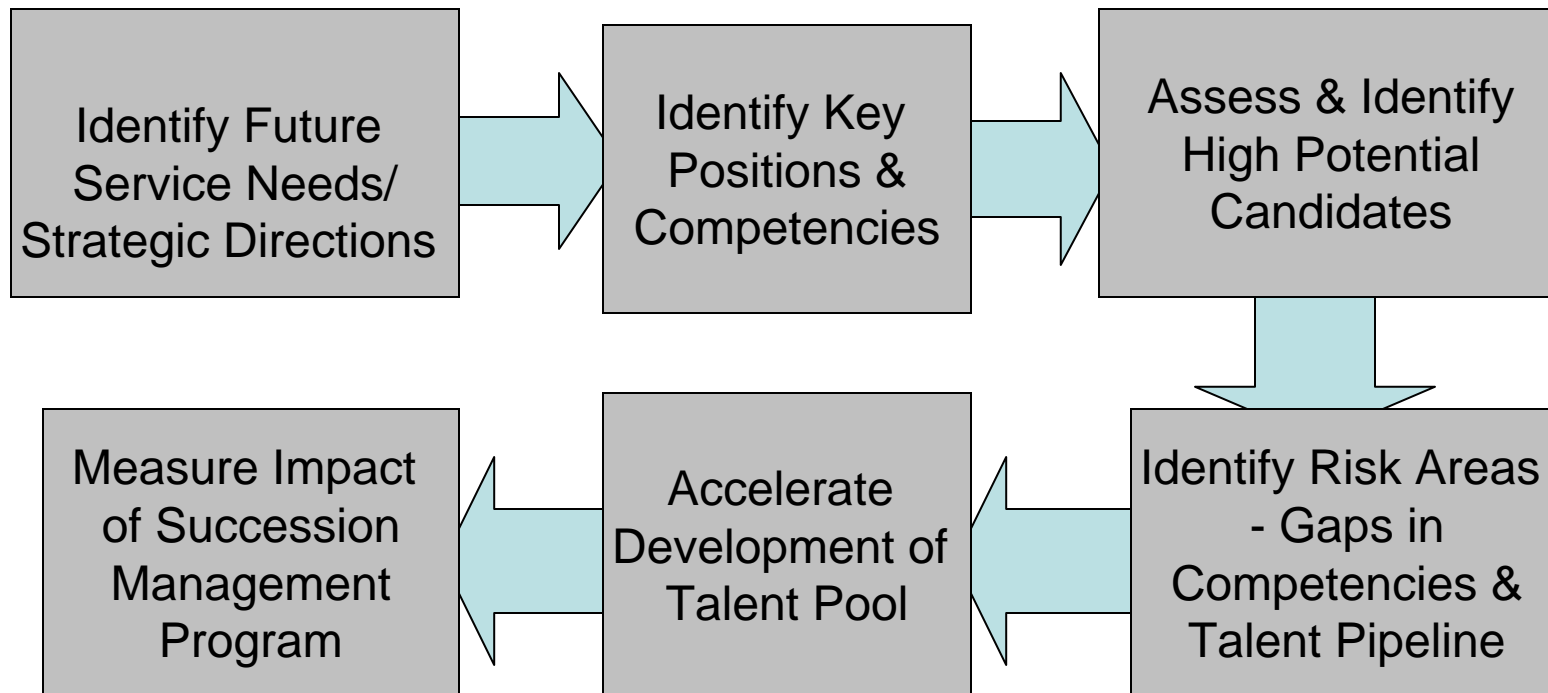 Identify Future
Service Needs/
Strategic Directions
Identify Key
Positions &
Competencies
Assess & Identify
High Potential
Candidates
Identify Risk Areas
- Gaps in
Competencies &
Talent Pipeline
Accelerate
Development of
Talent Pool
Measure Impact
of Succession
Management
Program